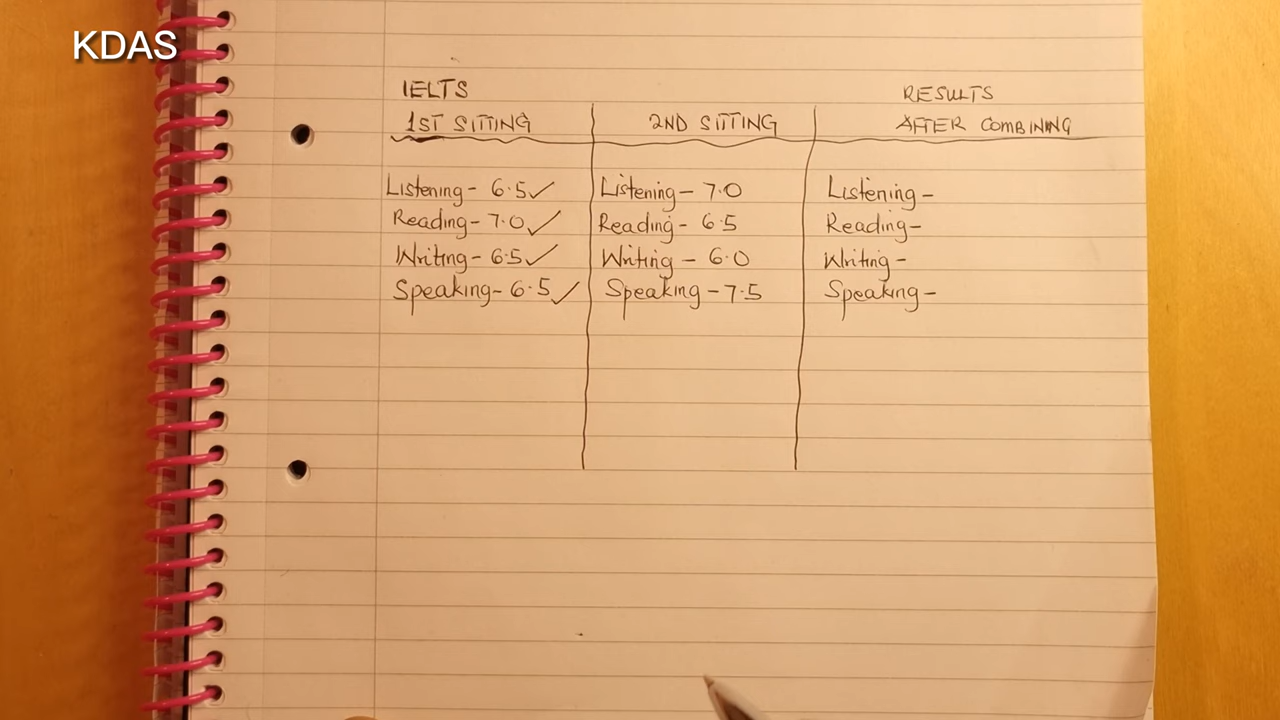 KDAS
IELTS
1ST SITTING
Listening- 6.5✓
Reading- 7.0✓
Writing- 6.5✓
Speaking- 6.5✓
2ND SITTING
Listening- 7.0
Reading- 6.5
Writing - 6.0
Speaking - 7.5
RESULTS
AFTER COMBINING
Listening-
Reading-
Writing-
Speaking-